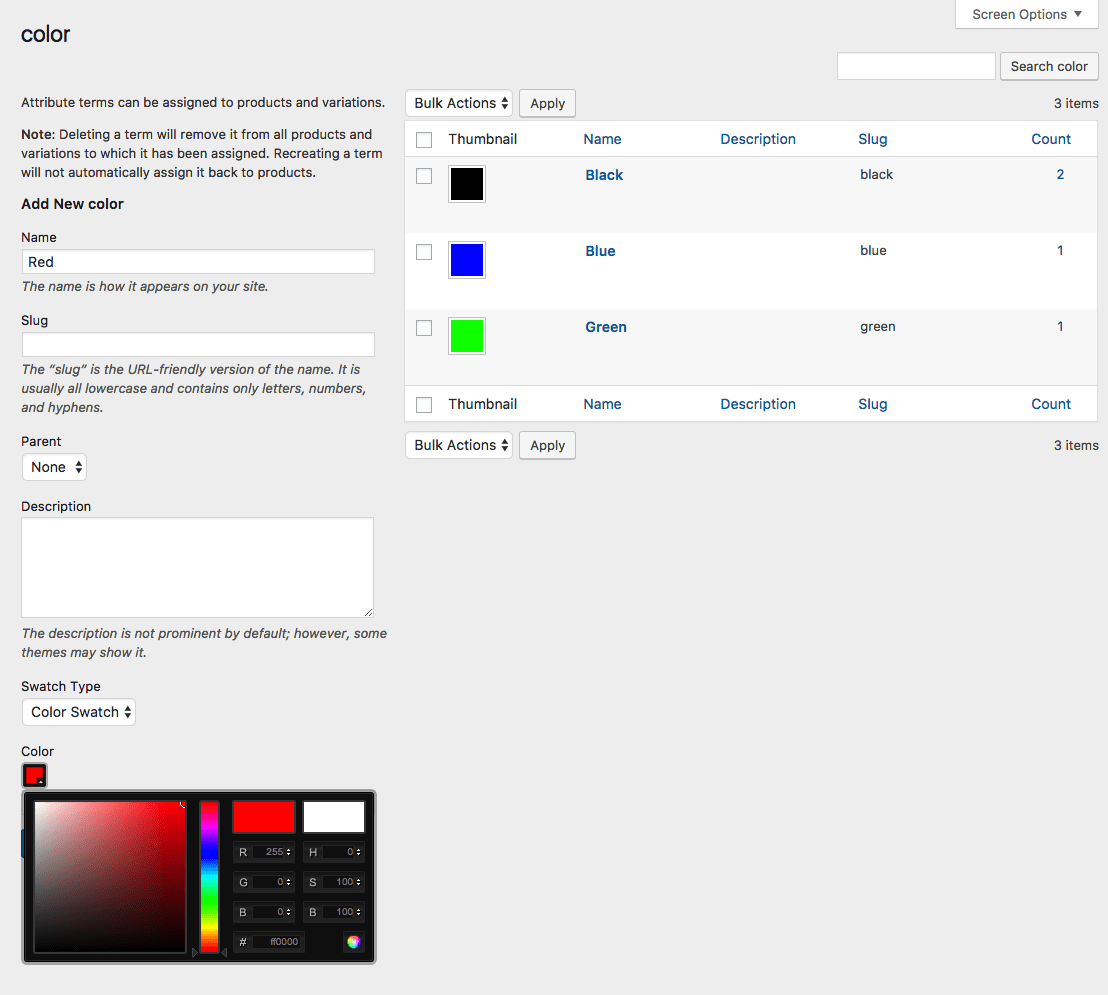 Screen Options
color
Search color
Attribute terms can be assigned to products and variations.
Note: Deleting a term will remove it from all products and
variations to which it has been assigned. Recreating a term
will not automatically assign it back to products.
Add New color
Name
Red
The name is how it appears on your site.
Slug
The “slug” is the URL-friendly version of the name. It is
usually all lowercase and contains only letters, numbers,
and hyphens.
Parent
None
Description
The description is not prominent by default; however, some
themes may show it.
Swatch Type
Color Swatch
Color
R 255 H 0
G 0 S 100
B 0 B 100
# ff0000
Bulk Actions Apply 3 items
Thumbnail Name Description Slug Count
Black black 2
Blue blue 1
Green green 1
Thumbnail Name Description Slug Count
Bulk Actions Apply 3 items